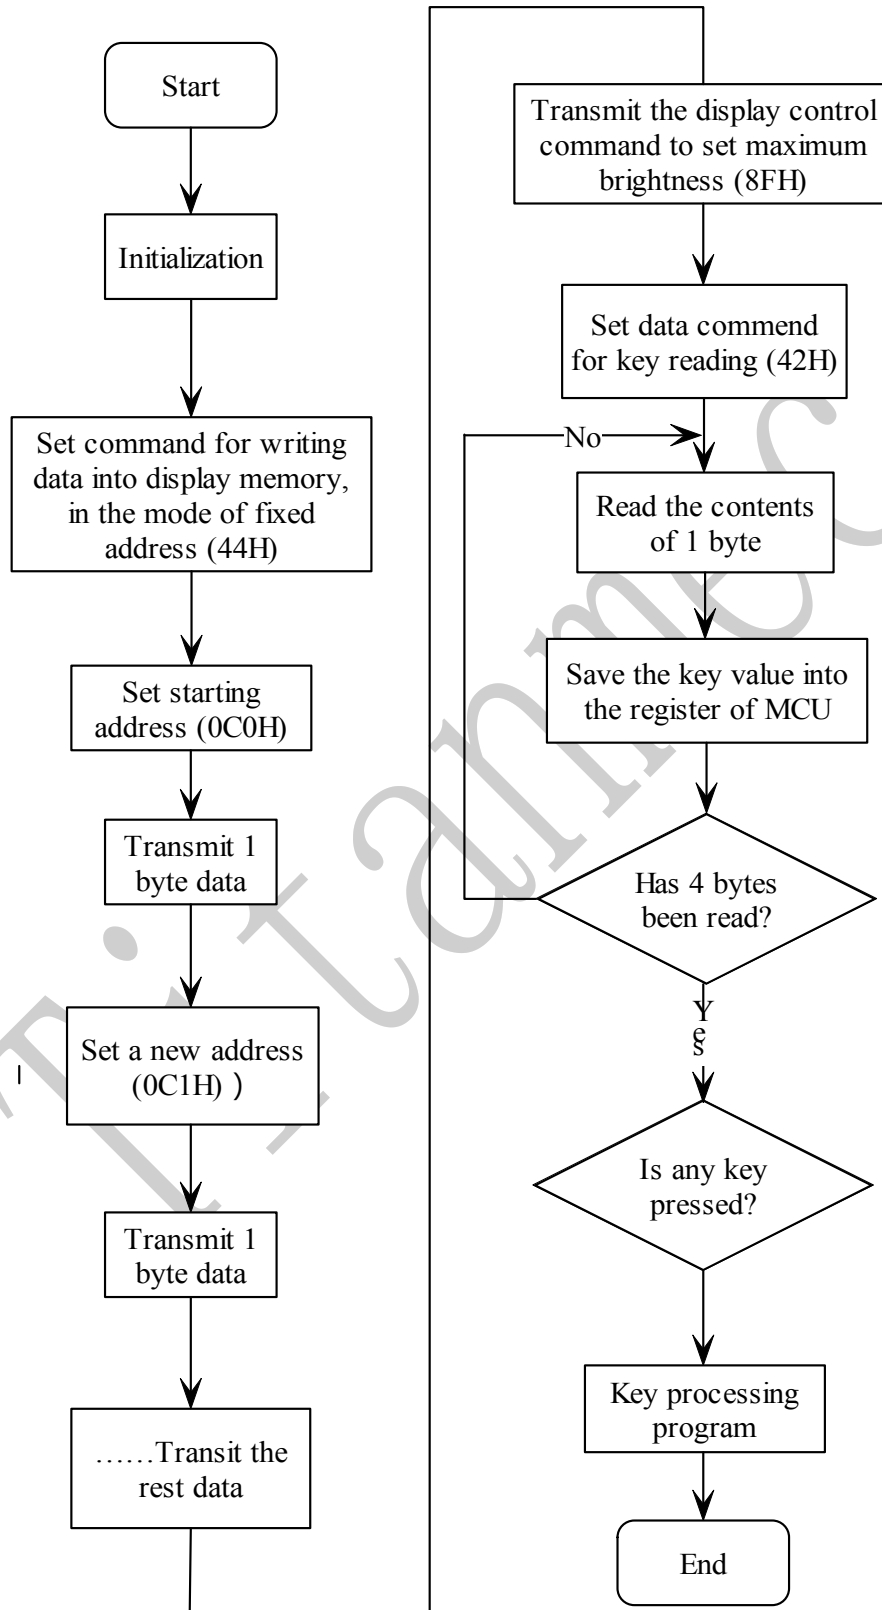 Start
Initialization
Set command for writing
data into display memory,
in the mode of fixed
address (44H)
Set starting
address (0C0H)
Transmit 1
byte data
Set a new address
(0C1H) )
Transmit 1
byte data
……Transit the
rest data
Transmit the display control
command to set maximum
brightness (8FH)
Set data commend
for key reading (42H)
No
Read the contents
of 1 byte
Save the key value into
the register of MCU
Has 4 bytes
been read?
Yes
Is any key
pressed?
Key processing
program
End
Titanmec